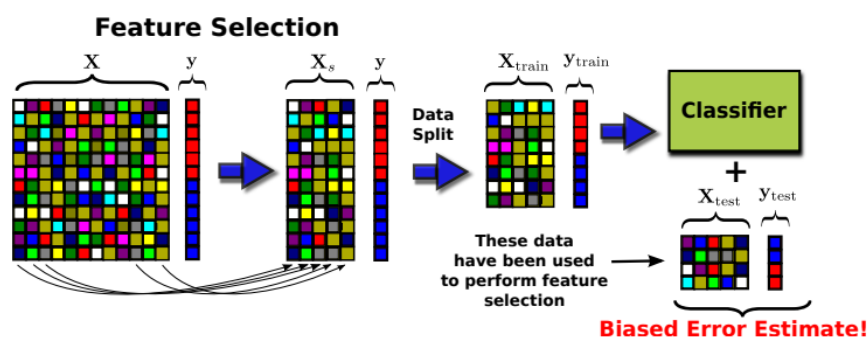 Feature Selection
X y X_s y X_train y_train
Data
Split
Classifier
+
X_test y_test
These data
have been used
to perform feature
selection
Biased Error Estimate!